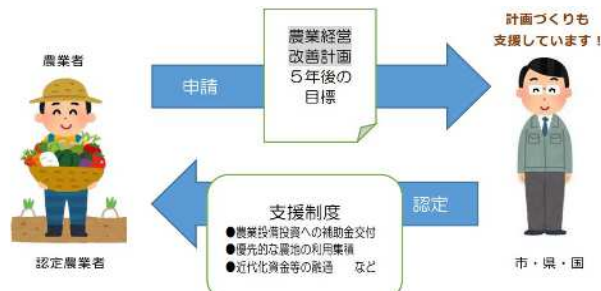 農業者
申請
農業経営
改善計画
５年後の
目標
計画づくりも
支援しています！
認定農業者
支援制度
●農業設備投資への補助金交付
●優先的な農地の利用集積
●近代化資金等の融通　など
認定
市・県・国